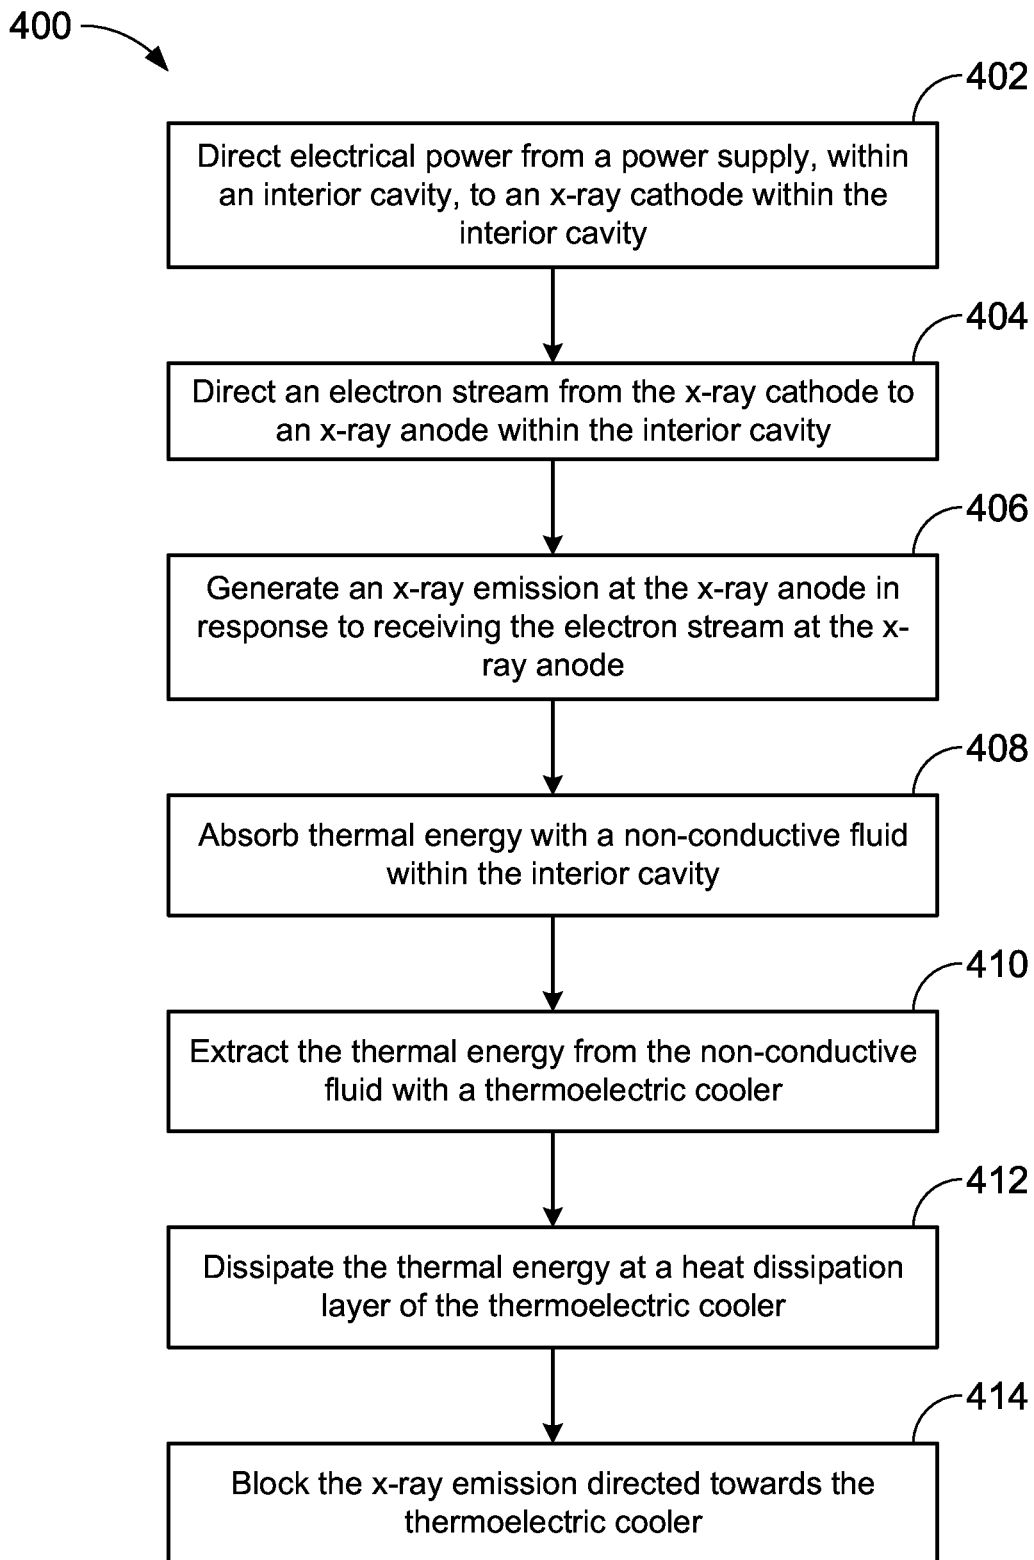 400
402
Direct electrical power from a power supply, within
an interior cavity, to an x-ray cathode within the
interior cavity
404
Direct an electron stream from the x-ray cathode to
an x-ray anode within the interior cavity
406
Generate an x-ray emission at the x-ray anode in
response to receiving the electron stream at the x-
ray anode
408
Absorb thermal energy with a non-conductive fluid
within the interior cavity
410
Extract the thermal energy from the non-conductive
fluid with a thermoelectric cooler
412
Dissipate the thermal energy at a heat dissipation
layer of the thermoelectric cooler
414
Block the x-ray emission directed towards the
thermoelectric cooler